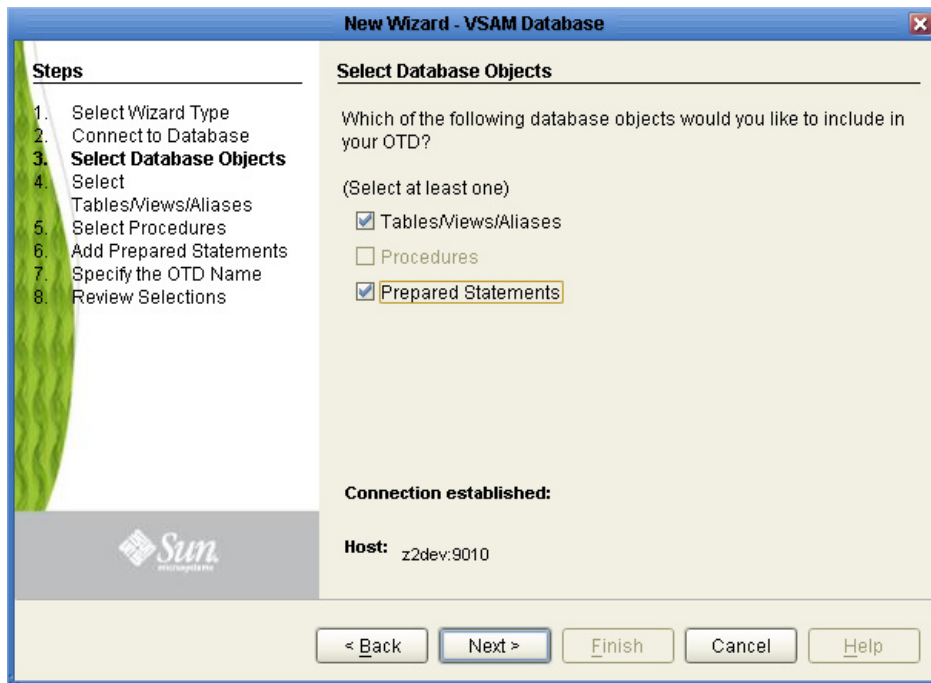 New Wizard - VSAM Database
Steps
1. Select Wizard Type
2. Connect to Database
3. Select Database Objects
4. Select
Tables/Views/Aliases
5. Select Procedures
6. Add Prepared Statements
7. Specify the OTD Name
8. Review Selections
Sun
microsystems
Select Database Objects
Which of the following database objects would you like to include in
your OTD?
(Select at least one)
Tables/Views/Aliases
Procedures
Prepared Statements
Connection established:
Host: z2dev:9010
< Back
Next >
Finish
Cancel
Help